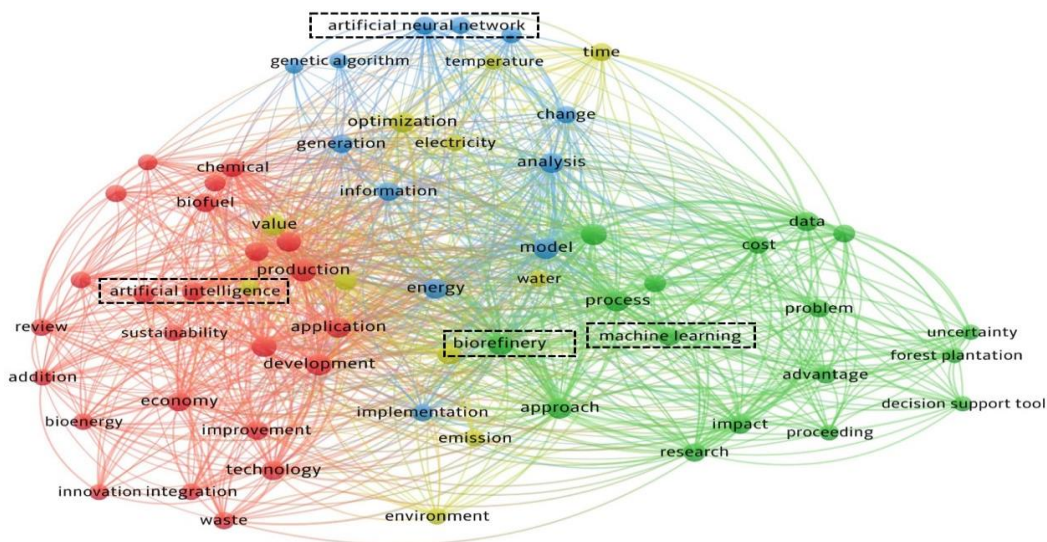 artificial neural network
time
genetic algorithm
temperature
change
optimization
generation
electricity
analysis
chemical
information
biofuel
value
data
model
cost
production
water
artificial intelligence
energy
process
problem
review
sustainability
application
biorefinery
machine learning
uncertainty
forest plantation
development
addition
advantage
economy
decision support tool
bioenergy
implementation
approach
improvement
emission
impact
proceeding
research
technology
innovation
integration
waste
environment